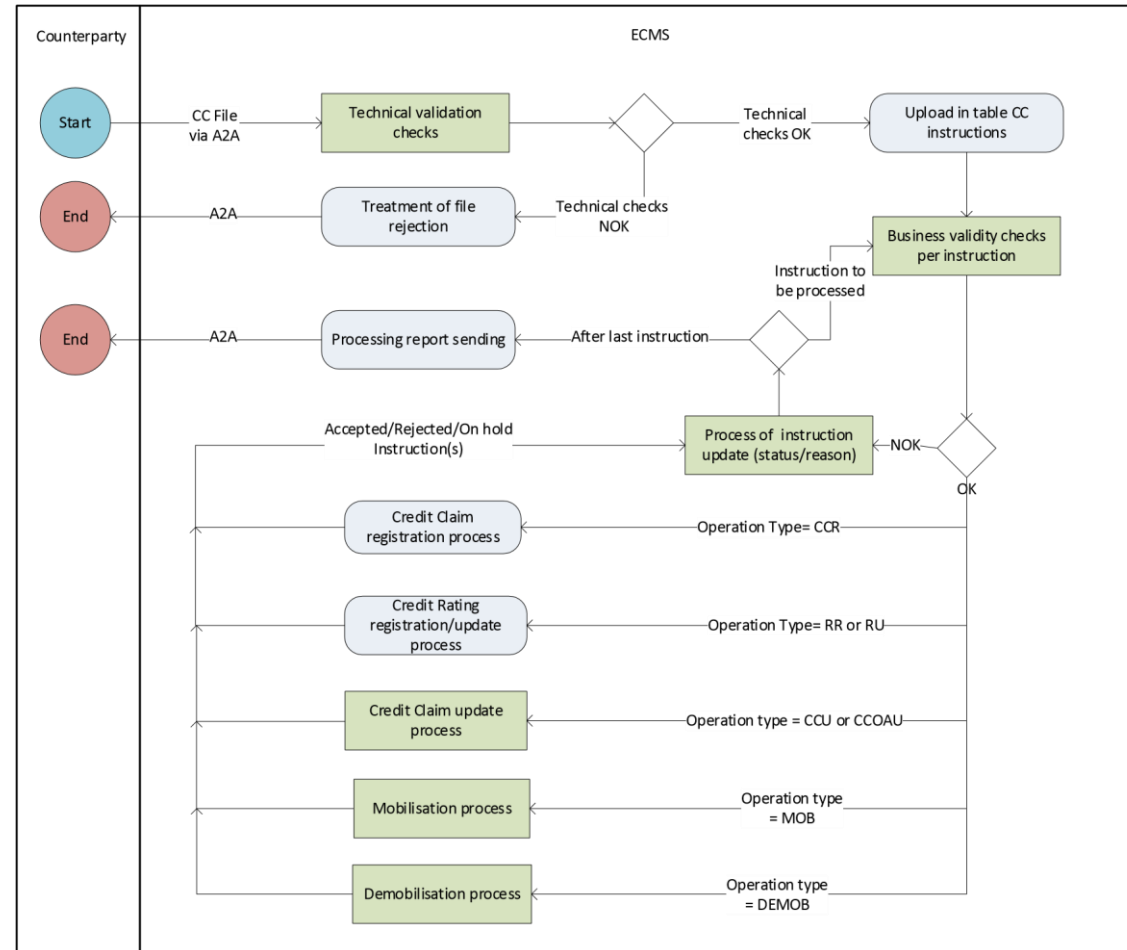 Counterparty
ECMS
Start
CC File
via A2A
Technical validation
checks
Technical
checks OK
Upload in table CC
instructions
End
A2A
Treatment of file
rejection
Technical checks
NOK
Business validity checks
per instruction
Instruction to
be processed
End
A2A
Processing report sending
After last instruction
Accepted/Rejected/On hold
Instruction(s)
Process of instruction
update (status/reason)
NOK
OK
Credit Claim
registration process
Operation Type= CCR
Credit Rating
registration/update
process
Operation Type= RR or RU
Credit Claim update
process
Operation type = CCU or CCOAU
Mobilisation process
Operation type
= MOB
Demobilisation process
Operation type
= DEMOB